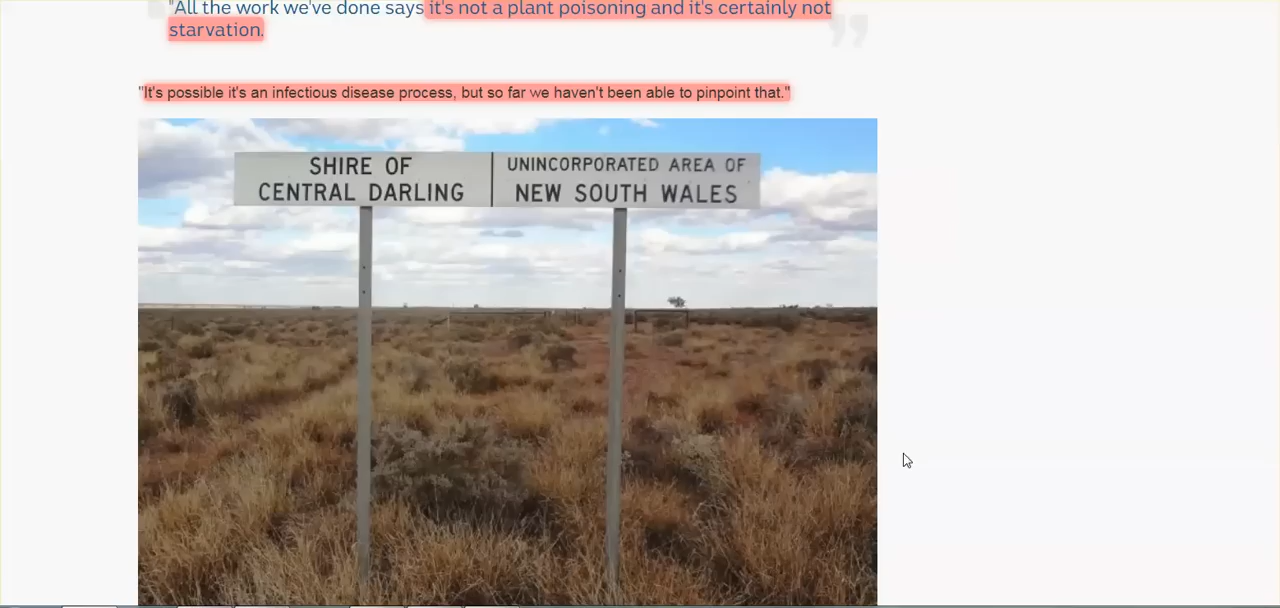 "All the work we've done says it's not a plant poisoning and it's certainly not
starvation.
"It's possible it's an infectious disease process, but so far we haven't been able to pinpoint that."
SHIRE OF
CENTRAL DARLING
UNINCORPORATED AREA OF
NEW SOUTH WALES